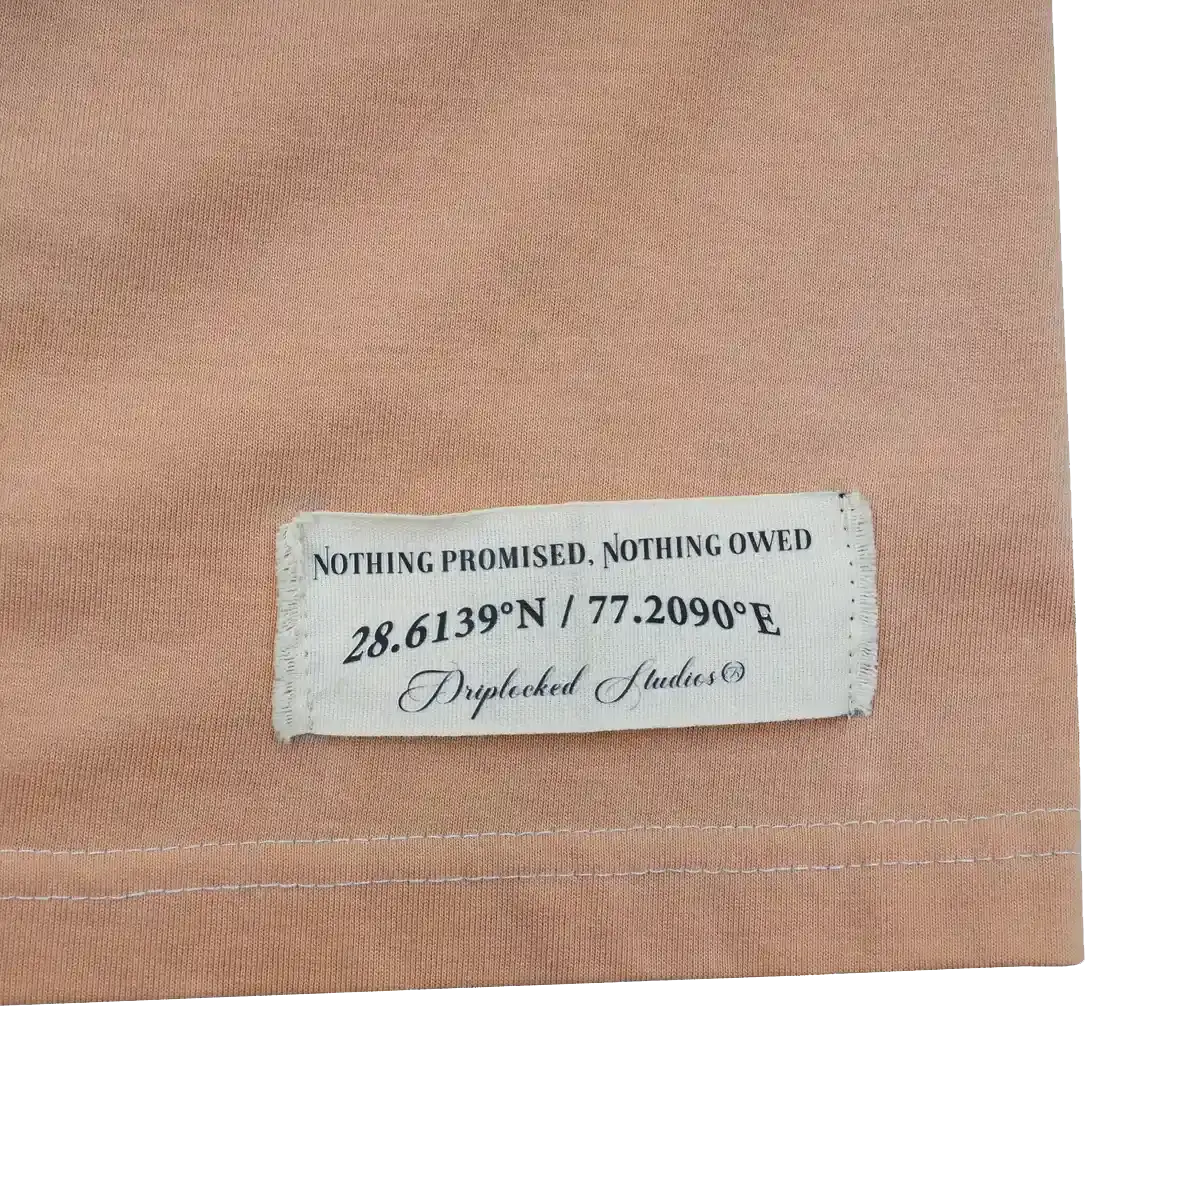 Nothing promised, Nothing owed
28.6139°N / 77.2090°E
Driplocked Studios®